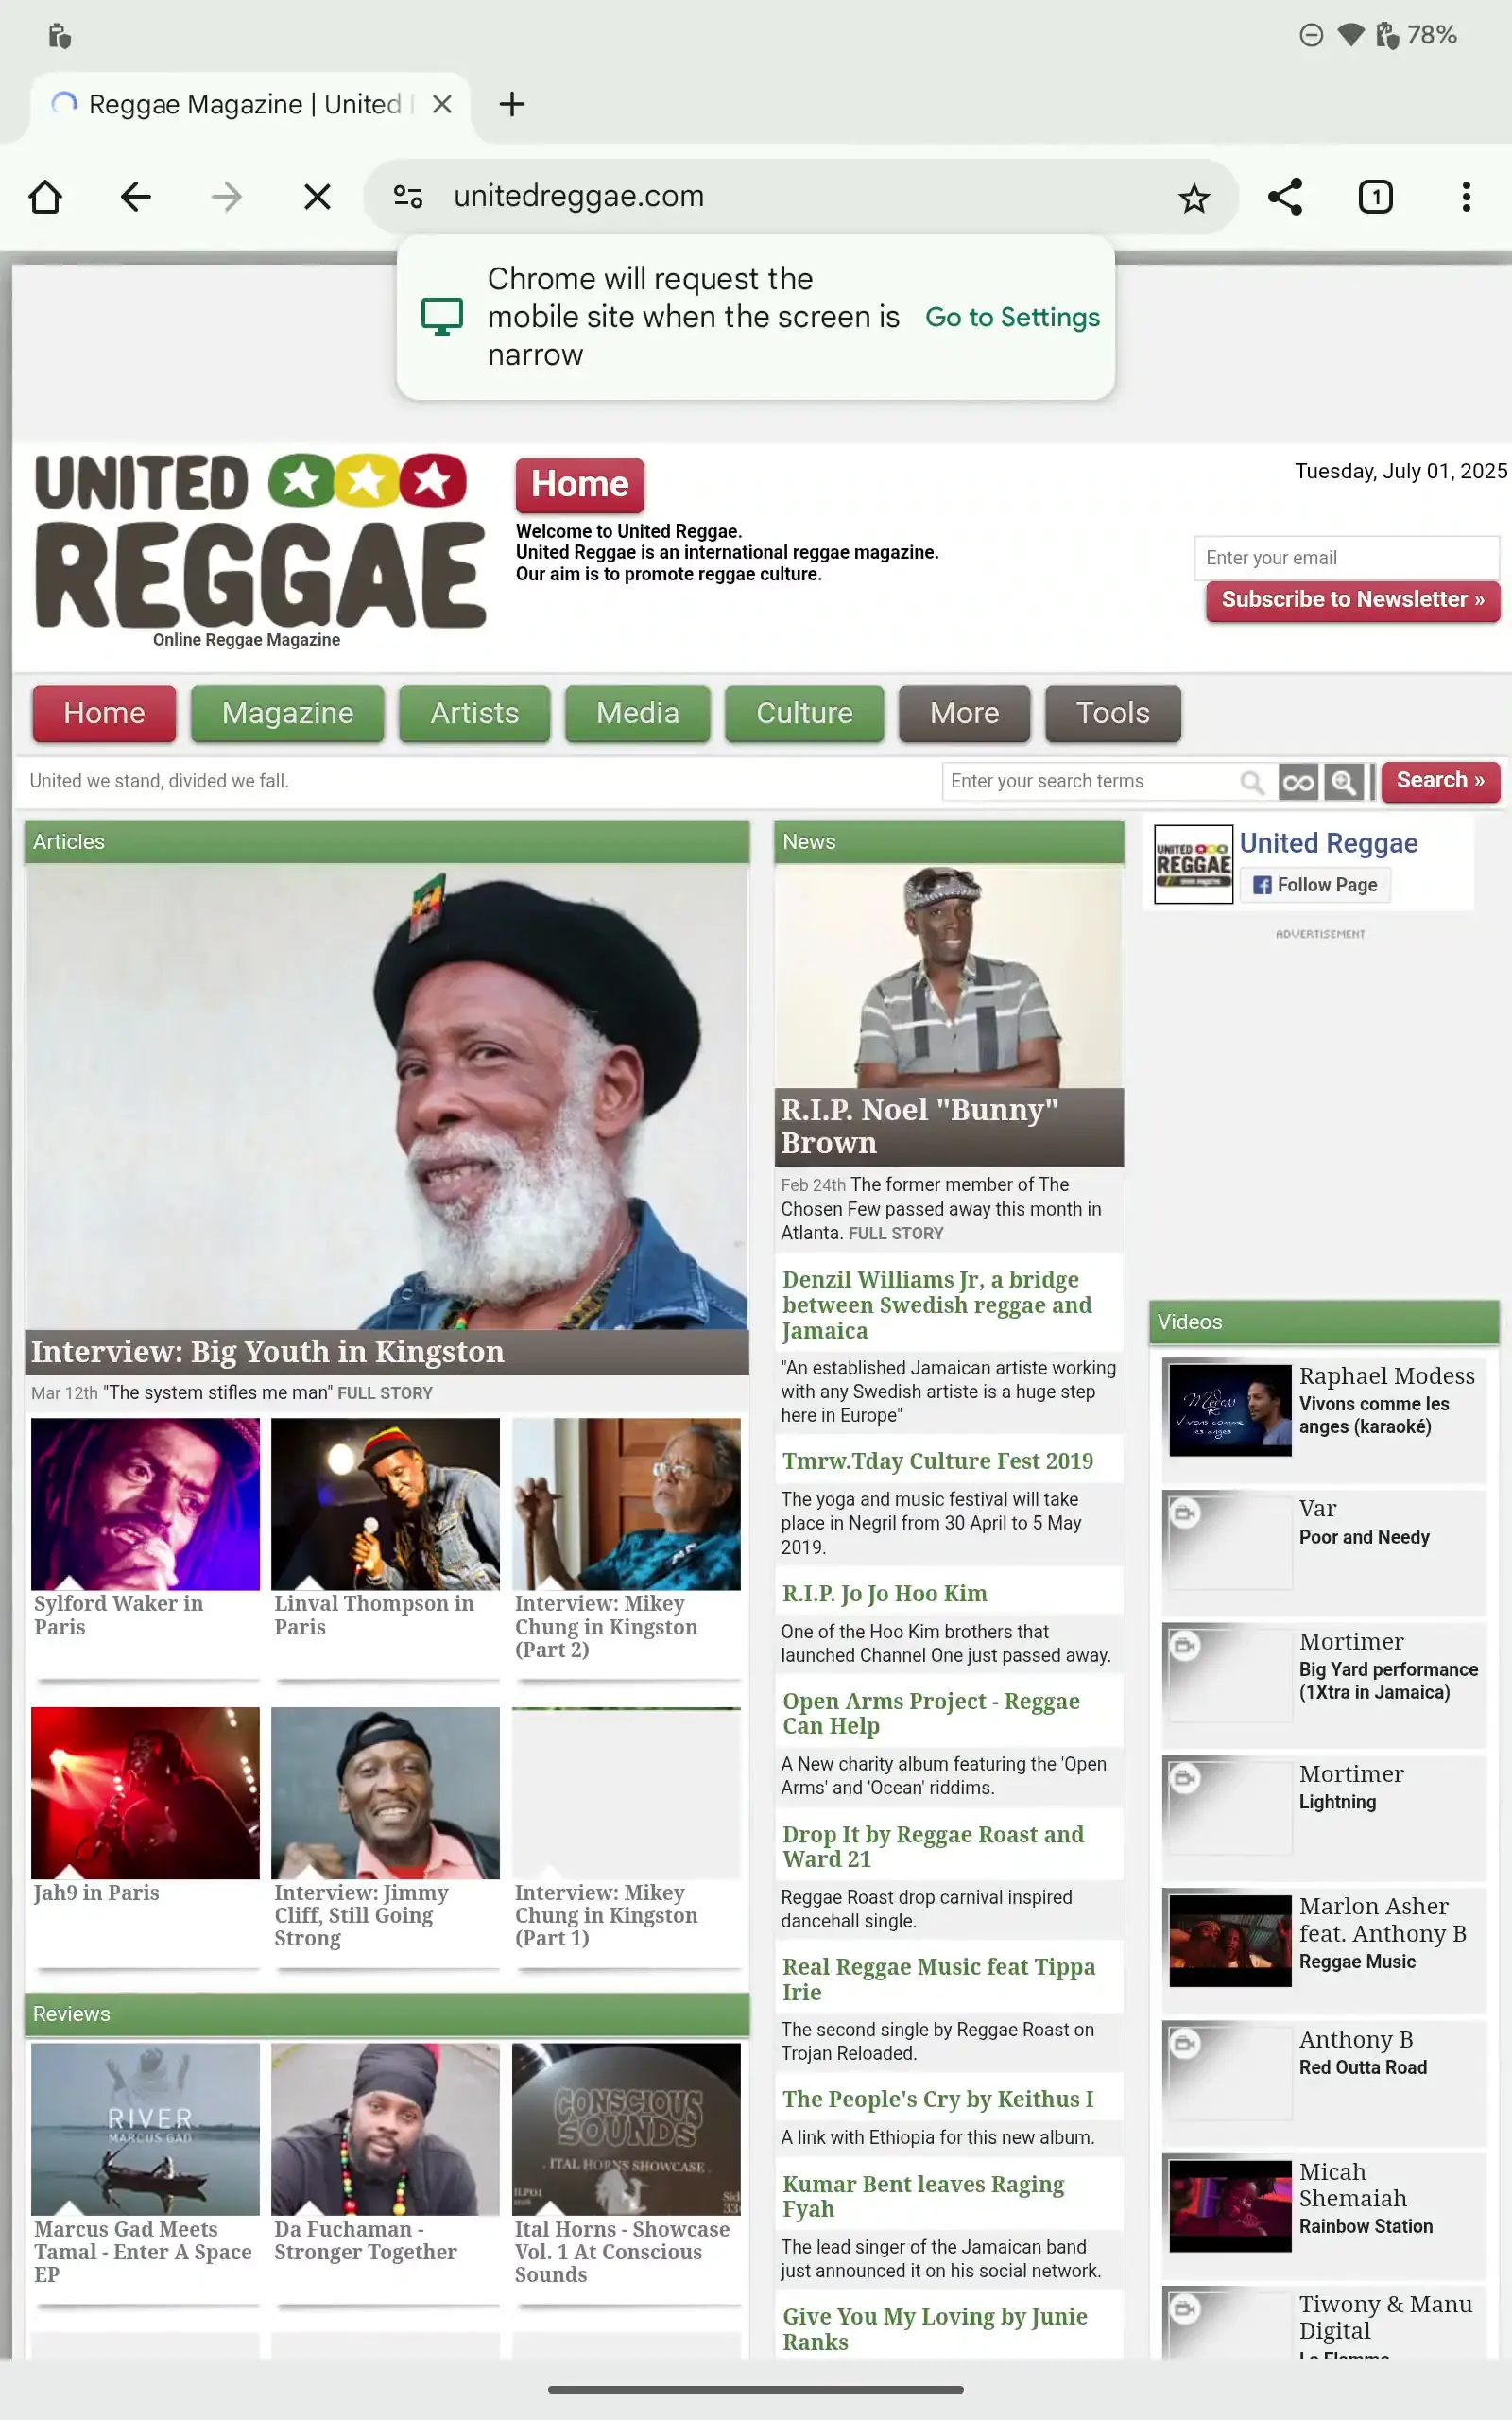 78%
Reggae Magazine | United
unitedreggae.com
1
Chrome will request the
mobile site when the screen is
narrow
Go to Settings
UNITED
REGGAE
Online Reggae Magazine
Home
Welcome to United Reggae.
United Reggae is an international reggae magazine.
Our aim is to promote reggae culture.
Tuesday, July 01, 2025
Enter your email
Subscribe to Newsletter »
Home
Magazine
Artists
Media
Culture
More
Tools
United we stand, divided we fall.
Enter your search terms
Search »
Articles
Interview: Big Youth in Kingston
Mar 12th "The system stifles me man" FULL STORY
Sylford Waker in
Paris
Linval Thompson in
Paris
Interview: Mikey
Chung in Kingston
(Part 2)
Jah9 in Paris
Interview: Jimmy
Cliff, Still Going
Strong
Interview: Mikey
Chung in Kingston
(Part 1)
Reviews
RIVER
MARCUS GAD
CONSCIOUS
SOUNDS
ITAL HORNS SHOWCASE
Marcus Gad Meets
Tamal - Enter A Space
EP
Da Fuchaman -
Stronger Together
Ital Horns - Showcase
Vol. 1 At Conscious
Sounds
News
R.I.P. Noel "Bunny"
Brown
Feb 24th The former member of The
Chosen Few passed away this month in
Atlanta. FULL STORY
Denzil Williams Jr, a bridge
between Swedish reggae and
Jamaica
"An established Jamaican artiste working
with any Swedish artiste is a huge step
here in Europe"
Tmrw.Tday Culture Fest 2019
The yoga and music festival will take
place in Negril from 30 April to 5 May
2019.
R.I.P. Jo Jo Hoo Kim
One of the Hoo Kim brothers that
launched Channel One just passed away.
Open Arms Project - Reggae
Can Help
A New charity album featuring the 'Open
Arms' and 'Ocean' riddims.
Drop It by Reggae Roast and
Ward 21
Reggae Roast drop carnival inspired
dancehall single.
Real Reggae Music feat Tippa
Irie
The second single by Reggae Roast on
Trojan Reloaded.
The People's Cry by Keithus I
A link with Ethiopia for this new album.
Kumar Bent leaves Raging
Fyah
The lead singer of the Jamaican band
just announced it on his social network.
Give You My Loving by Junie
Ranks
UNITED
REGGAE
United Reggae
Follow Page
ADVERTISEMENT
Videos
Vivons comme
les anges
Raphael Modess
Vivons comme les
anges (karaoké)
Var
Poor and Needy
Mortimer
Big Yard performance
(1Xtra in Jamaica)
Mortimer
Lightning
Marlon Asher
feat. Anthony B
Reggae Music
Anthony B
Red Outta Road
Micah
Shemaiah
Rainbow Station
Tiwony & Manu
Digital
La Flamme